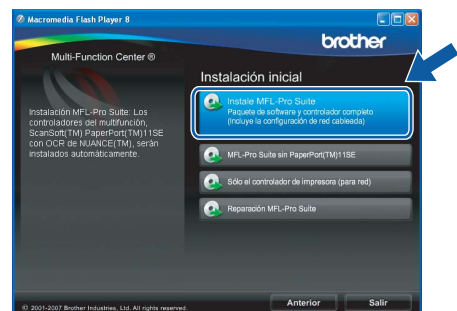 Macromedia Flash Player 8
brother
Multi-Function Center ®
Instalación inicial
Instalación MFL-Pro Suite: Los
controladores del multifunción,
ScanSoft(TM) PaperPort(TM)11SE
con OCR de NUANCE(TM), serán
instalados automáticamente.
Instale MFL-Pro Suite
Paquete de software y controlador completo
(Incluye la configuración de red cableada)
MFL-Pro Suite sin PaperPort(TM)11SE
Sólo el controlador de impresora (para red)
Reparación MFL-Pro Suite
© 2001-2007 Brother Industries, Ltd. All rights reserved.
Anterior
Salir